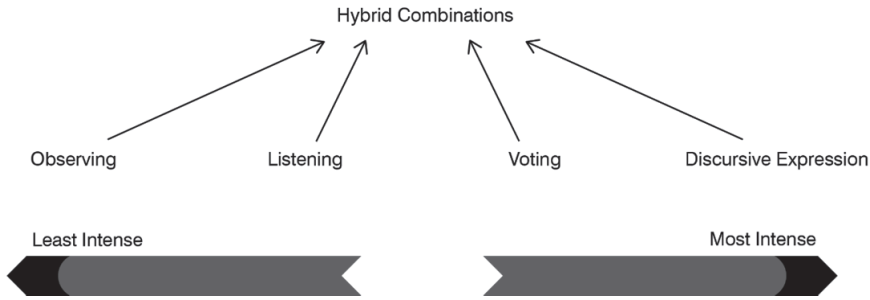 Hybrid Combinations
Observing Listening Voting Discursive Expression
Least Intense Most Intense